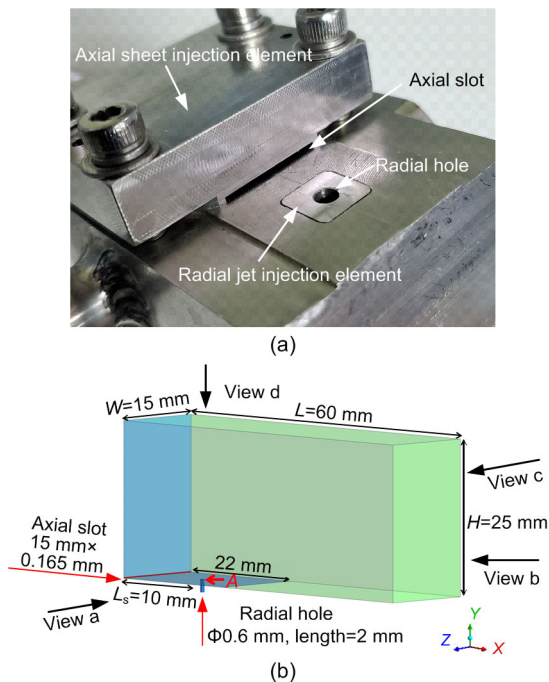 Axial sheet injection element
Axial slot
Radial hole
Radial jet injection element
(a)
W=15 mm
View d
L=60 mm
View c
Axial slot
15 mm×
0.165 mm
22 mm
H=25 mm
A
View b
Lₛ=10 mm
View a
Radial hole
Φ0.6 mm, length=2 mm
Y
Z
X
(b)